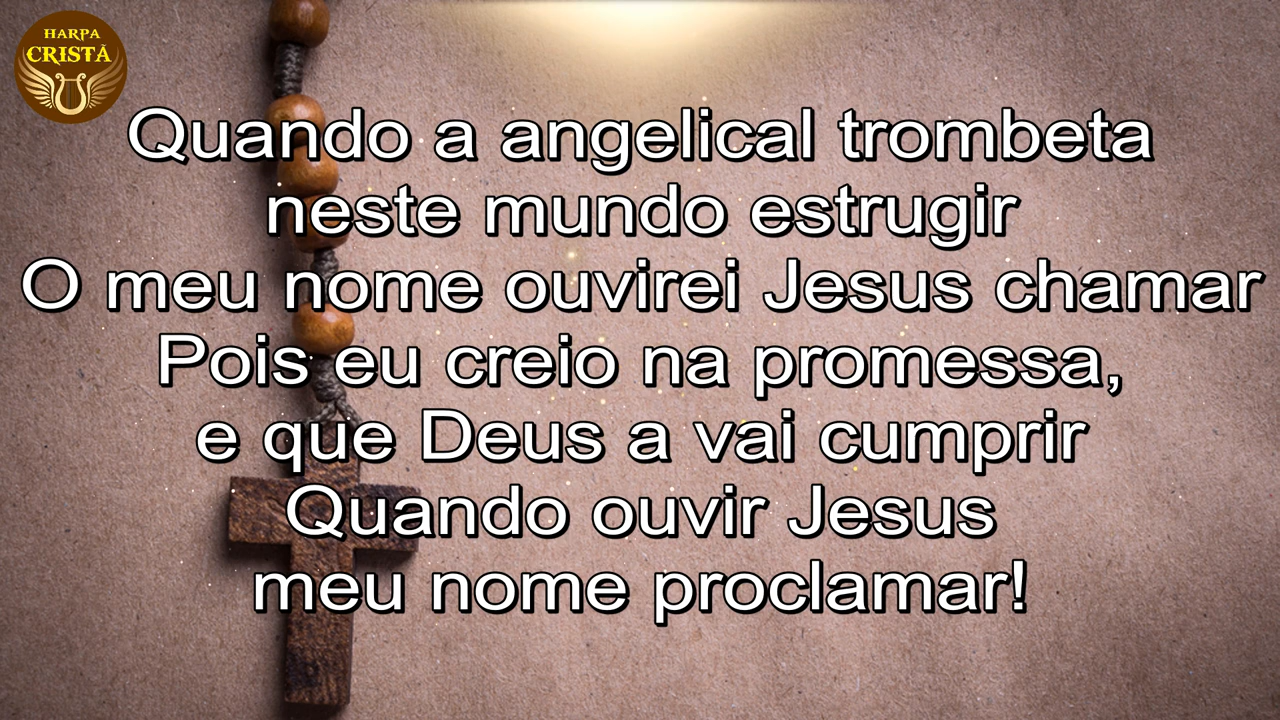 HARPA
CRISTÃ
Quando a angelical trombeta
neste mundo estrugir
O meu nome ouvirei Jesus chamar
Pois eu creio na promessa,
e que Deus a vai cumprir
Quando ouvir Jesus
meu nome proclamar!